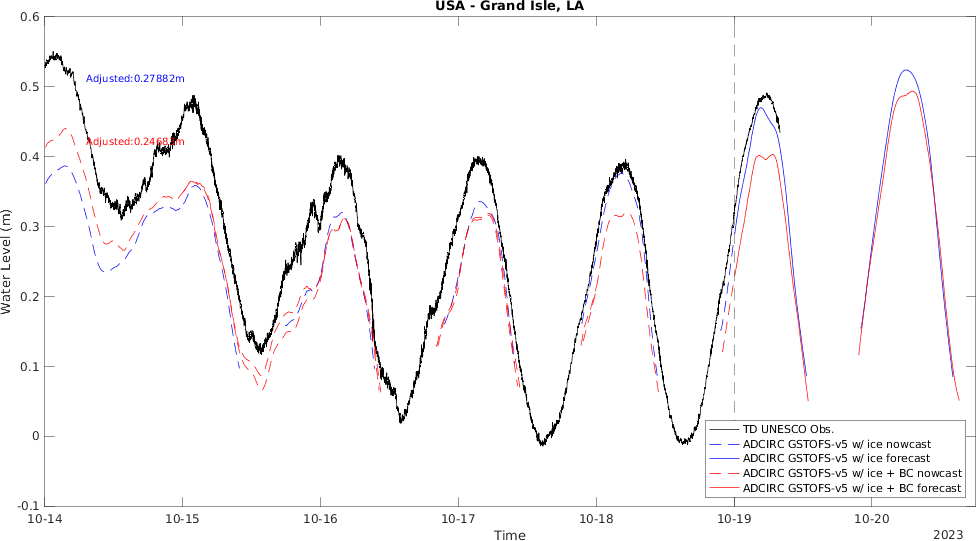 USA - Grand Isle, LA
0.6
0.5
0.4
0.3
0.2
0.1
0
-0.1
Water Level (m)
Adjusted:0.27882m
TD UNESCO Obs.
ADCIRC GSTOFS-v5 w/ ice nowcast
ADCIRC GSTOFS-v5 w/ ice forecast
ADCIRC GSTOFS-v5 w/ ice + BC nowcast
ADCIRC GSTOFS-v5 w/ ice + BC forecast
10-14
10-15
10-16
10-17
10-18
10-19
10-20
Time
2023